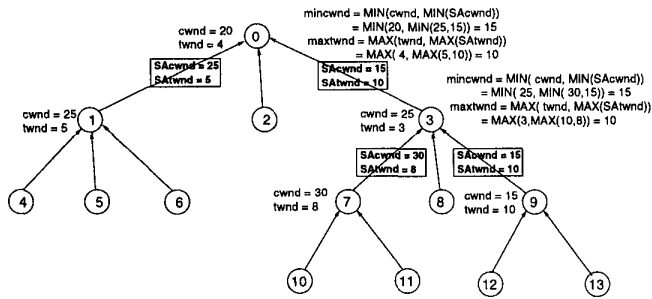 cwnd = 20
twnd = 4
0
mincwnd = MIN(cwnd, MIN(SAcwnd))
= MIN(20, MIN(25,15)) = 15
maxtwnd = MAX(twnd, MAX(SAtwnd))
= MAX( 4, MAX(5,10)) = 10
SAcwnd = 25
SAtwnd = 5
SAcwnd = 15
SAtwnd = 10
mincwnd = MIN( cwnd, MIN(SAcwnd))
= MIN( 25, MIN( 30,15)) = 15
maxtwnd = MAX( twnd, MAX(SAtwnd))
= MAX(3,MAX(10,8)) = 10
cwnd = 25
twnd = 5
1
2
cwnd = 25
twnd = 3
3
SAcwnd = 30
SAtwnd = 8
SAcwnd = 15
SAtwnd = 10
4
5
6
cwnd = 30
twnd = 8
7
8
cwnd = 15
twnd = 10
9
10
11
12
13